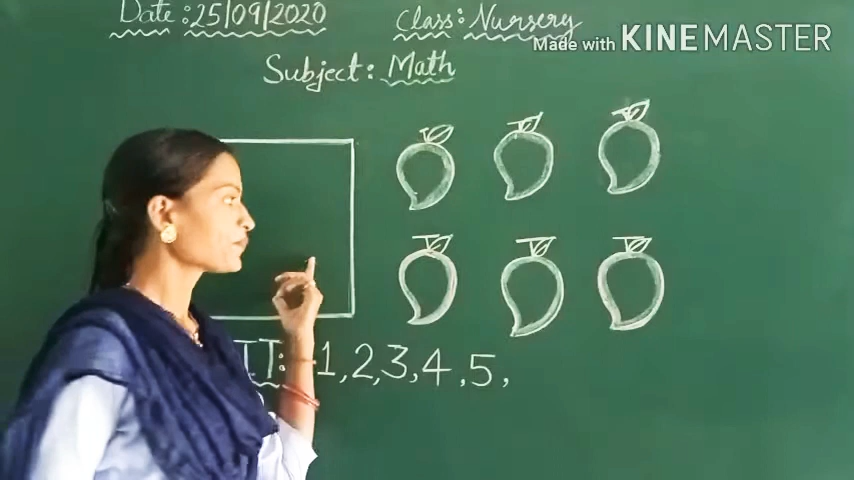 Date: 25/09/2020
Class: Nursery
Made with KINEMASTER
Subject: Math
1, 2, 3, 4, 5,